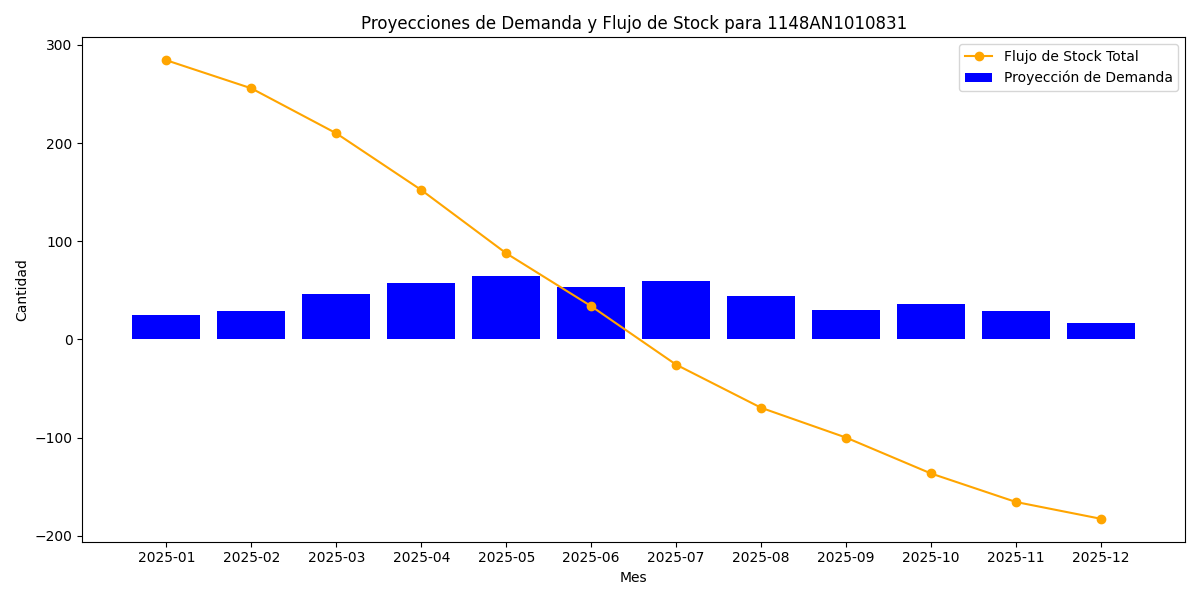 Proyecciones de Demanda y Flujo de Stock para 1148AN1010831
Flujo de Stock Total
Proyección de Demanda
Cantidad
300
200
100
0
−100
−200
2025-01 2025-02 2025-03 2025-04 2025-05 2025-06 2025-07 2025-08 2025-09 2025-10 2025-11 2025-12
Mes